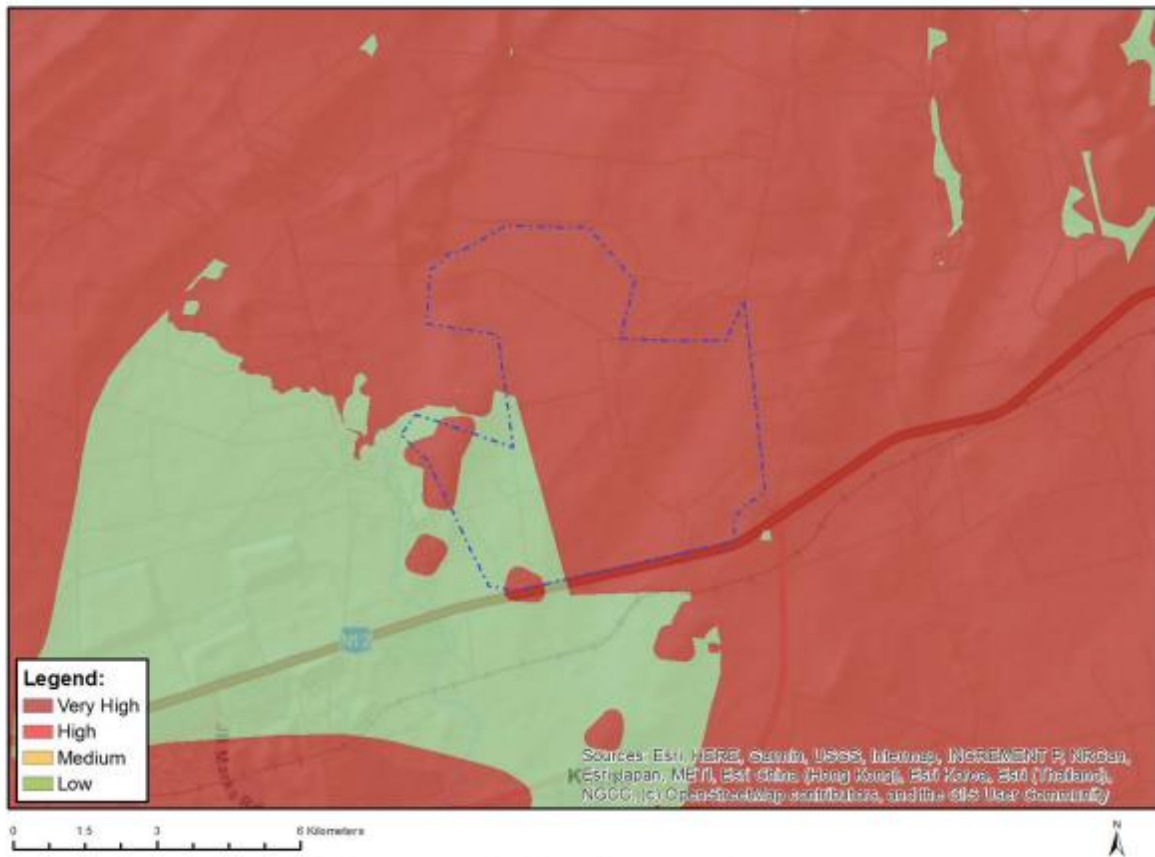 N12
Legend:
Very High
High
Medium
Low
Sources: Esri, HERE, Garmin, USGS, Intermap, INCREMENT P, NRCan,
Esri Japan, METI, Esri China (Hong Kong), Esri Korea, Esri (Thailand),
NGCC, (c) OpenStreetMap contributors, and the GIS User Community
0 1.5 3 6 Kilometers
N